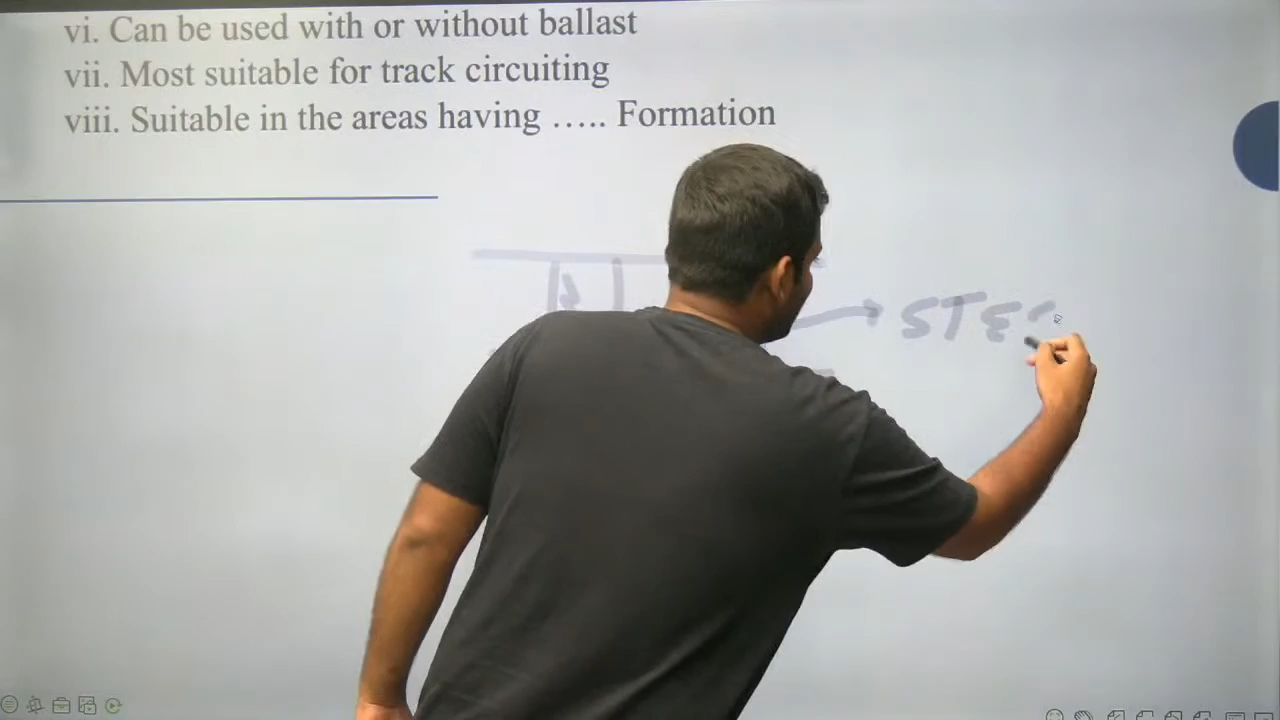 vi. Can be used with or without ballast
vii. Most suitable for track circuiting
viii. Suitable in the areas having ..... Formation